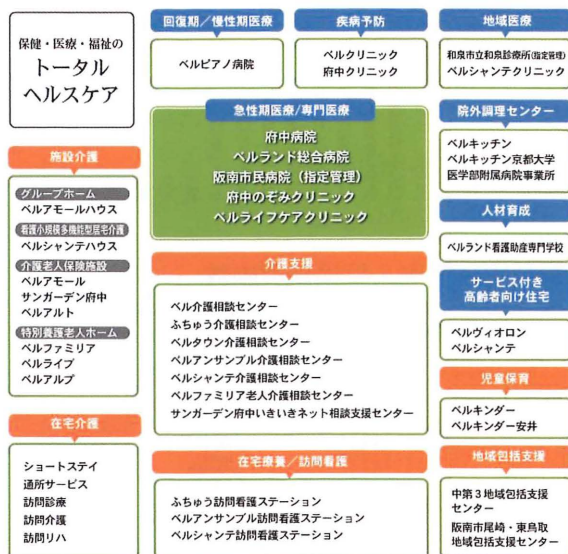 保健・医療・福祉の
トータル
ヘルスケア
回復期／慢性期医療
ベルピアノ病院
疾病予防
ベルクリニック
府中クリニック
地域医療
和泉市立和泉診療所(指定管理)
ベルシャンテクリニック
急性期医療/専門医療
府中病院
ベルランド総合病院
阪南市民病院（指定管理）
府中のぞみクリニック
ベルライフケアクリニック
院外調理センター
ベルキッチン
ベルキッチン京都大学
医学部附属病院事業所
人材育成
ベルランド看護助産専門学校
施設介護
グループホーム
ベルアモールハウス
看護小規模多機能型居宅介護
ベルシャンテハウス
介護老人保険施設
ベルアモール
サンガーデン府中
ベルアルト
特別養護老人ホーム
ベルファミリア
ベルライブ
ベルアルプ
介護支援
ベル介護相談センター
ふちゅう介護相談センター
ベルタウン介護相談センター
ベルアンサンブル介護相談センター
ベルシャンテ介護相談センター
ベルファミリア老人介護相談センター
サンガーデン府中いきいきネット相談支援センター
サービス付き
高齢者向け住宅
ベルヴィオロン
ベルシャンテ
児童保育
ベルキンダー
ベルキンダー安井
在宅介護
ショートステイ
通所サービス
訪問診療
訪問介護
訪問リハ
在宅療養／訪問看護
ふちゅう訪問看護ステーション
ベルアンサンブル訪問看護ステーション
ベルシャンテ訪問看護ステーション
地域包括支援
中第3地域包括支援
センター
阪南市尾崎・東鳥取
地域包括支援センター